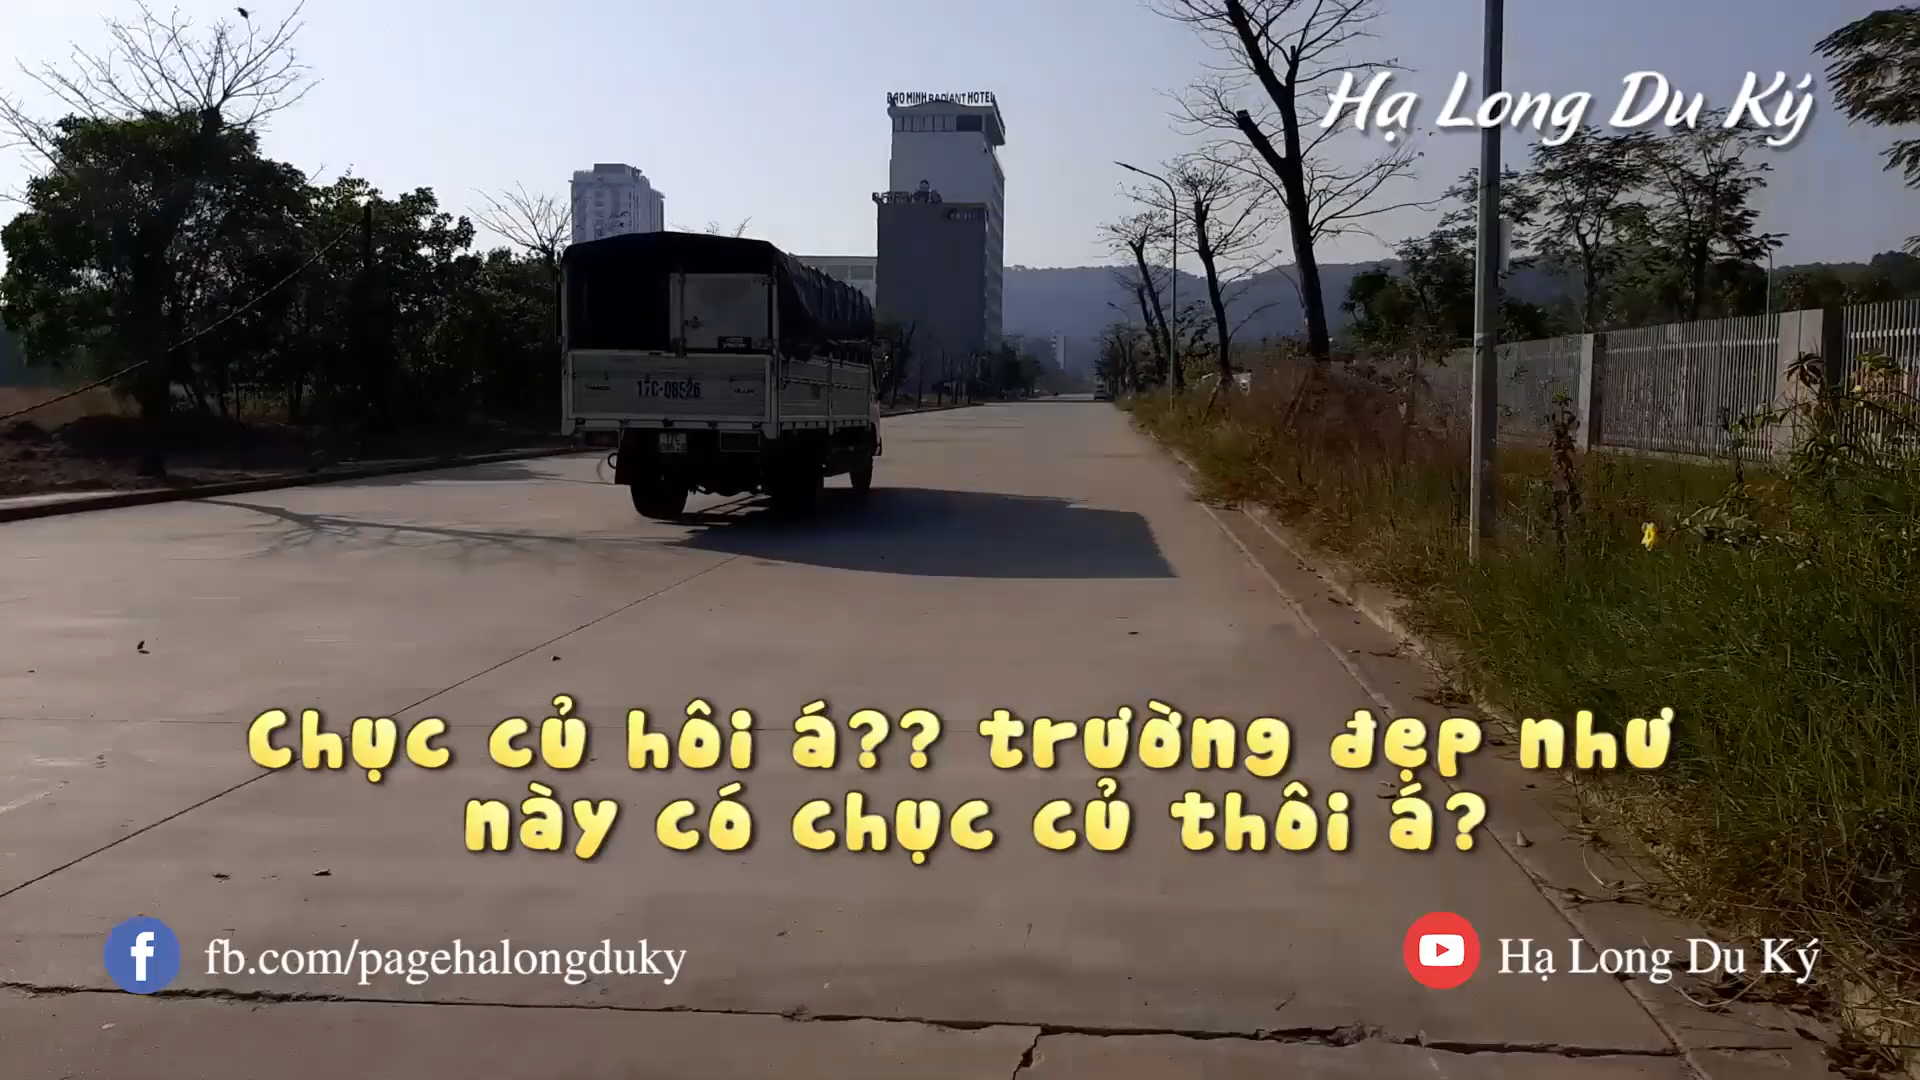 BAO MINH RADIANT HOTEL
Hạ Long Du Ký
17C-08526
17C
Chục củ hôi á?? trường đẹp như
này có chục củ thôi á?
fb.com/pagehalongduky
Hạ Long Du Ký